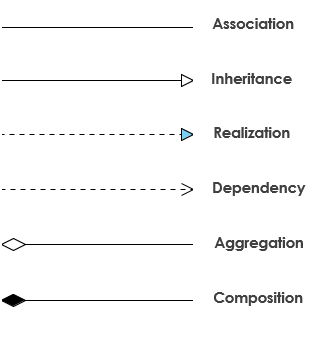 Association
Inheritance
Realization
Dependency
Aggregation
Composition